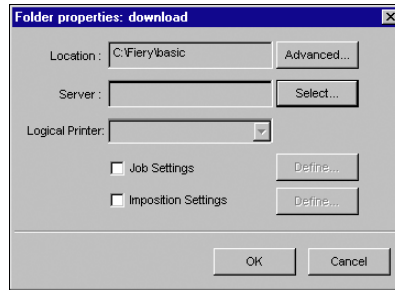 Folder properties: download
Location : C:\Fiery\basic Advanced...
Server : Select...
Logical Printer:
Job Settings Define...
Imposition Settings Define...
OK Cancel